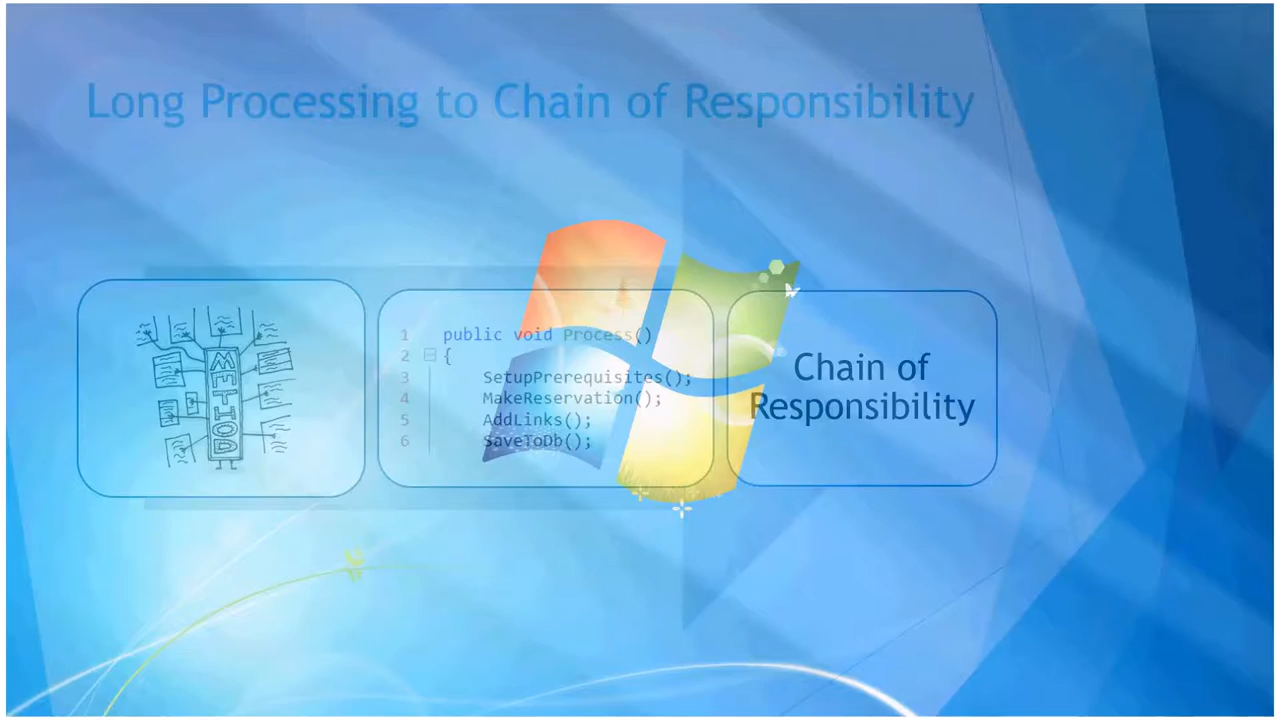 Long Processing to Chain of Responsibility
METHOD
1 public void Process()
2 {
3 SetupPrerequisites();
4 MakeReservation();
5 AddLinks();
6 SaveToDb();
Chain of
Responsibility